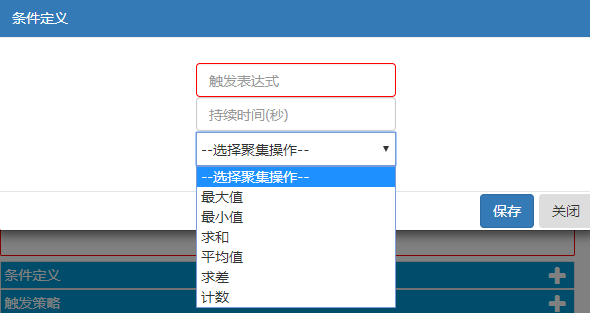 条件定义
触发表达式
持续时间(秒)
--选择聚集操作--
--选择聚集操作--
最大值
最小值
求和
平均值
求差
计数
保存 关闭
条件定义
触发策略